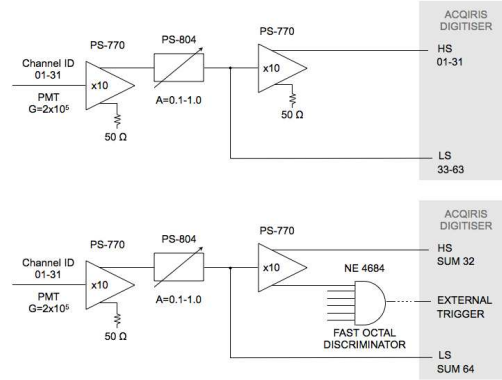 ACQIRIS
DIGITISER
PS-770
PS-804
PS-770
HS
01-31
Channel ID
01-31
x10
x10
PMT
G=2x10⁵
A=0.1-1.0
50 Ω
50 Ω
LS
33-63
ACQIRIS
DIGITISER
PS-770
PS-804
PS-770
HS
SUM 32
Channel ID
01-31
x10
x10
NE 4684
PMT
G=2x10⁵
A=0.1-1.0
EXTERNAL
TRIGGER
50 Ω
FAST OCTAL
DISCRIMINATOR
LS
SUM 64